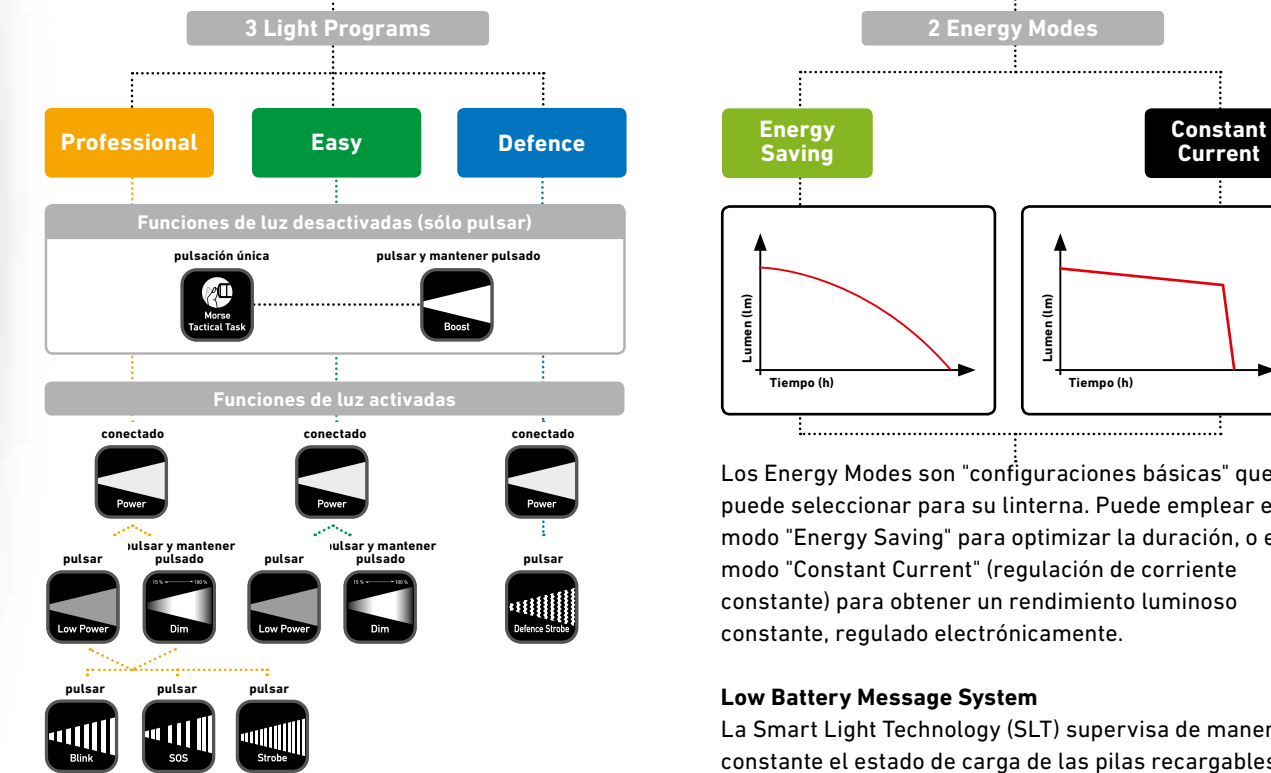 3 Light Programs
Professional
Easy
Defence
Funciones de luz desactivadas (sólo pulsar)
pulsación única
pulsar y mantener pulsado
Morse
Tactical Task
Boost
Funciones de luz activadas
conectado
conectado
conectado
Power
Power
Power
pulsar
ulsar y mantener
pulsado
pulsar
ulsar y mantener
pulsado
pulsar
15 % 100 %
15 % 100 %
Low Power
Dim
Low Power
Dim
Defence Strobe
pulsar
pulsar
pulsar
Blink
SOS
Strobe
2 Energy Modes
Energy
Saving
Constant
Current
Lumen (lm)
Tiempo (h)
Lumen (lm)
Tiempo (h)
Los Energy Modes son "configuraciones básicas" que
puede seleccionar para su linterna. Puede emplear e
modo "Energy Saving" para optimizar la duración, o e
modo "Constant Current" (regulación de corriente
constante) para obtener un rendimiento luminoso
constante, regulado electrónicamente.
Low Battery Message System
La Smart Light Technology (SLT) supervisa de maner
constante el estado de carga de las pilas recargables